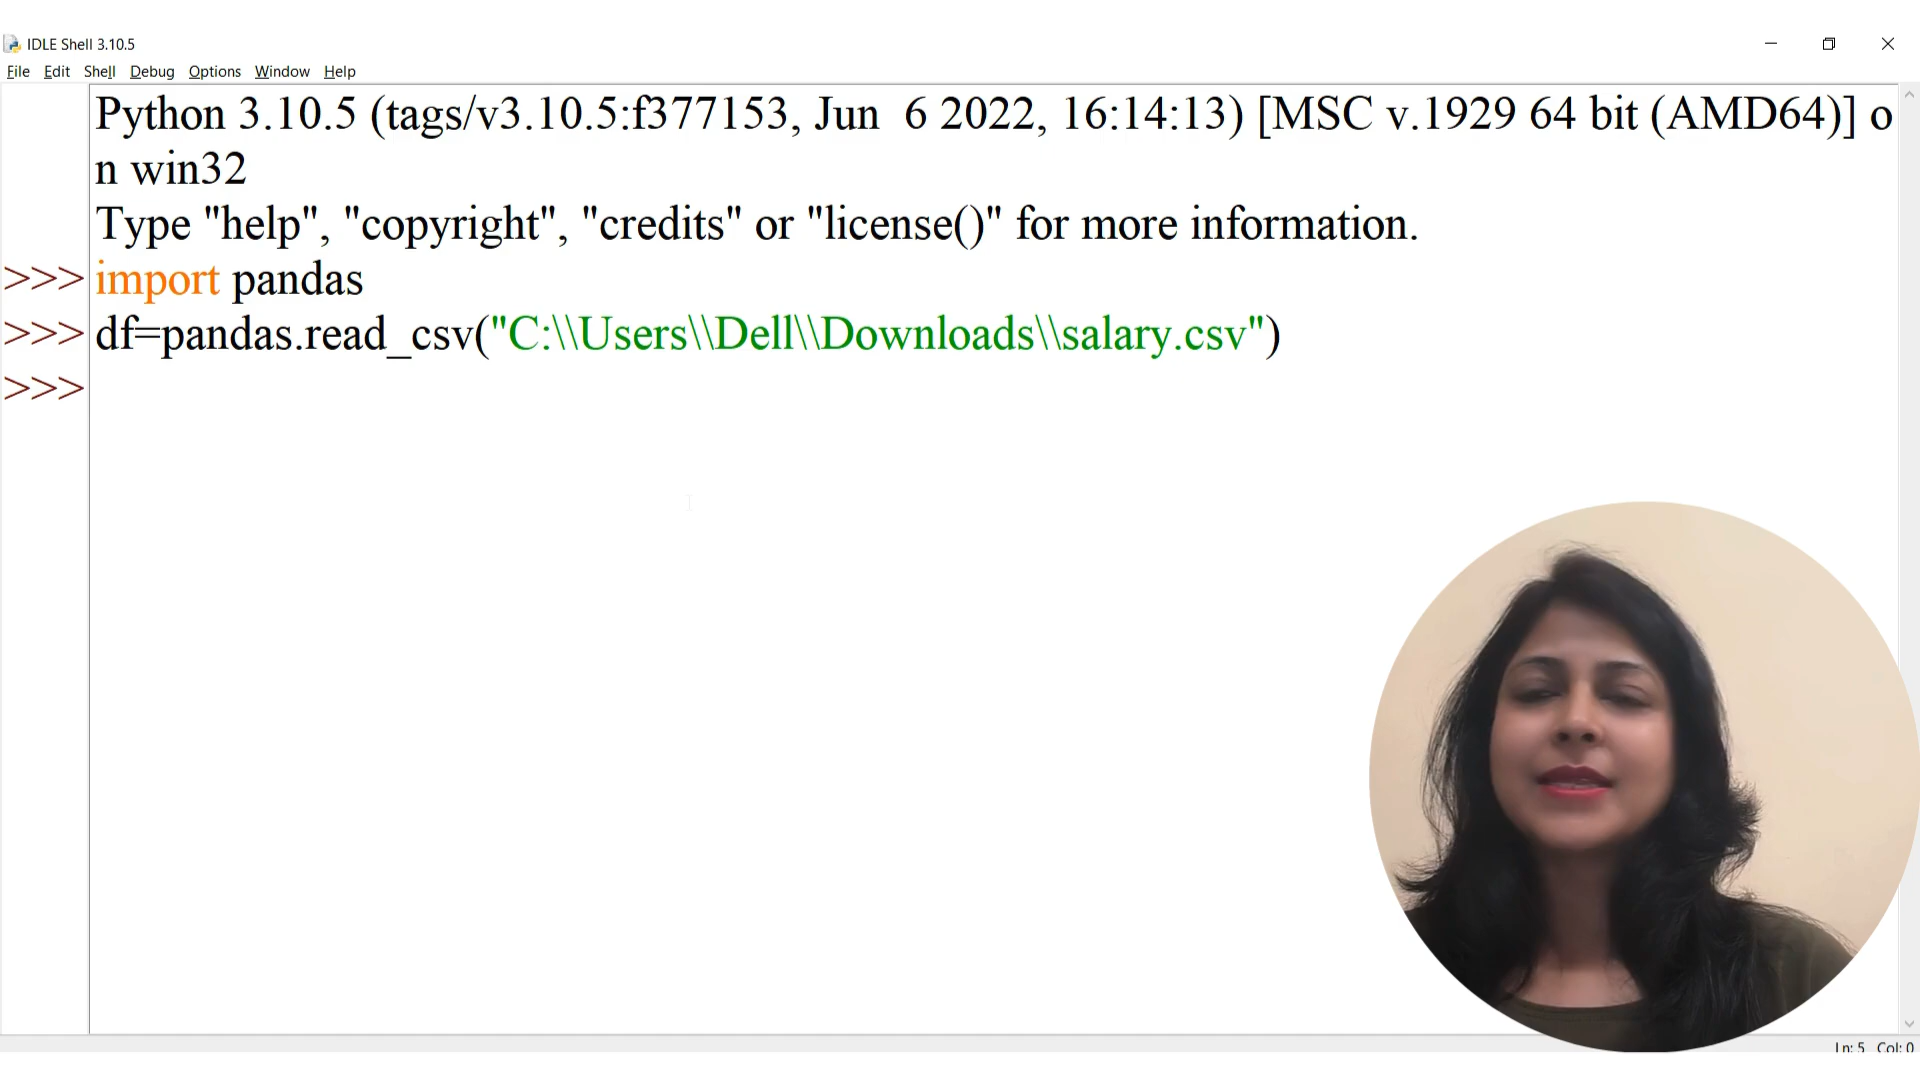 IDLE Shell 3.10.5
File Edit Shell Debug Options Window Help
Python 3.10.5 (tags/v3.10.5:f377153, Jun  6 2022, 16:14:13) [MSC v.1929 64 bit (AMD64)] o
n win32
Type "help", "copyright", "credits" or "license()" for more information.
>>> import pandas
>>> df=pandas.read_csv("C:\\Users\\Dell\\Downloads\\salary.csv")
>>>
Ln: 5 Col: 0